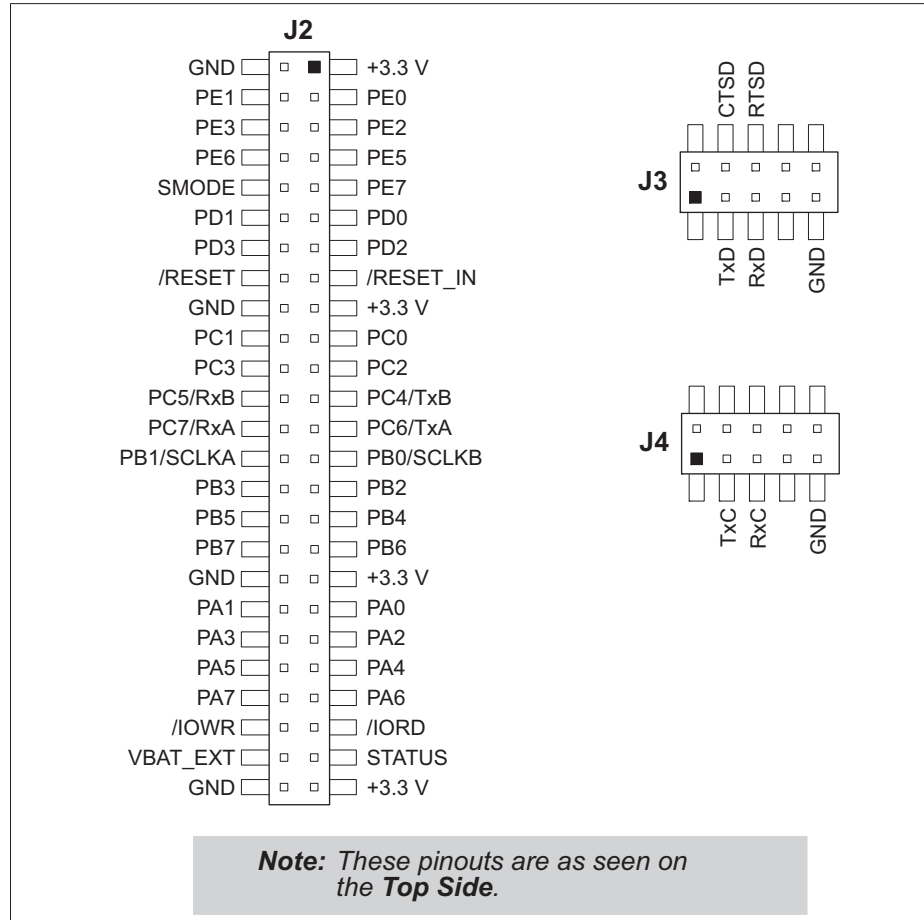 J2
GND +3.3 V
PE1 PE0
PE3 PE2
PE6 PE5
SMODE PE7
PD1 PD0
PD3 PD2
/RESET /RESET_IN
GND +3.3 V
PC1 PC0
PC3 PC2
PC5/RxB PC4/TxB
PC7/RxA PC6/TxA
PB1/SCLKA PB0/SCLKB
PB3 PB2
PB5 PB4
PB7 PB6
GND +3.3 V
PA1 PA0
PA3 PA2
PA5 PA4
PA7 PA6
/IOWR /IORD
VBAT_EXT STATUS
GND +3.3 V
CTSD
RTSD
J3
TxD
RxD
GND
J4
TxC
RxC
GND
Note: These pinouts are as seen on
the Top Side.